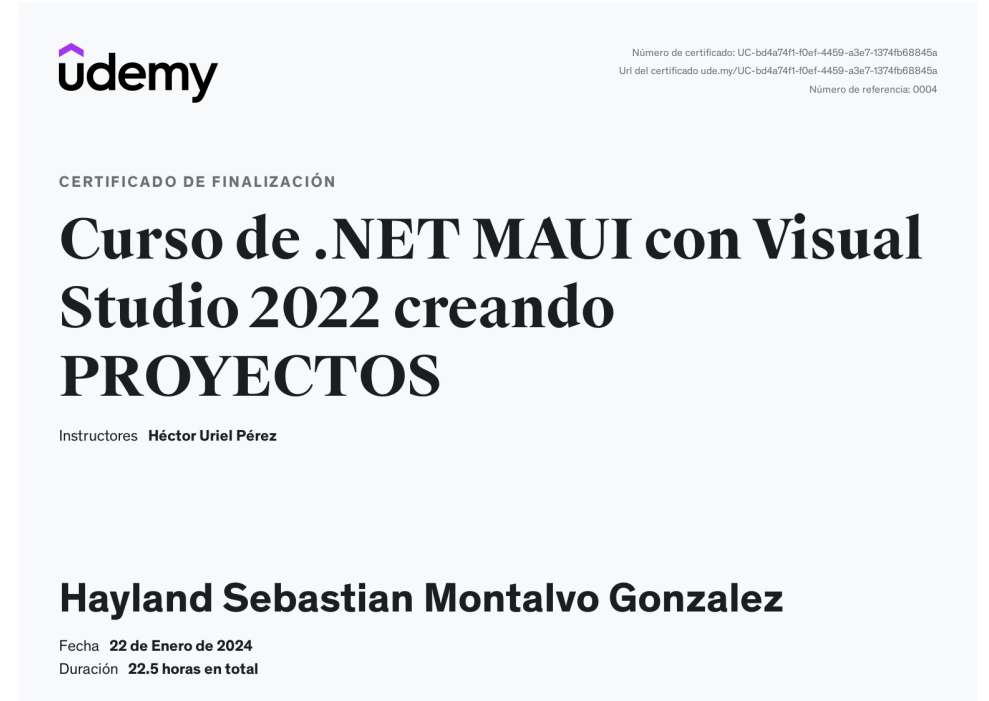 udemy
Número de certificado: UC-bd4a74f1-f0ef-4459-a3e7-1374fb68845a
Url del certificado ude.my/UC-bd4a74f1-f0ef-4459-a3e7-1374fb68845a
Número de referencia: 0004
CERTIFICADO DE FINALIZACIÓN
Curso de .NET MAUI con Visual
Studio 2022 creando
PROYECTOS
Instructores Héctor Uriel Pérez
Hayland Sebastian Montalvo Gonzalez
Fecha 22 de Enero de 2024
Duración 22.5 horas en total